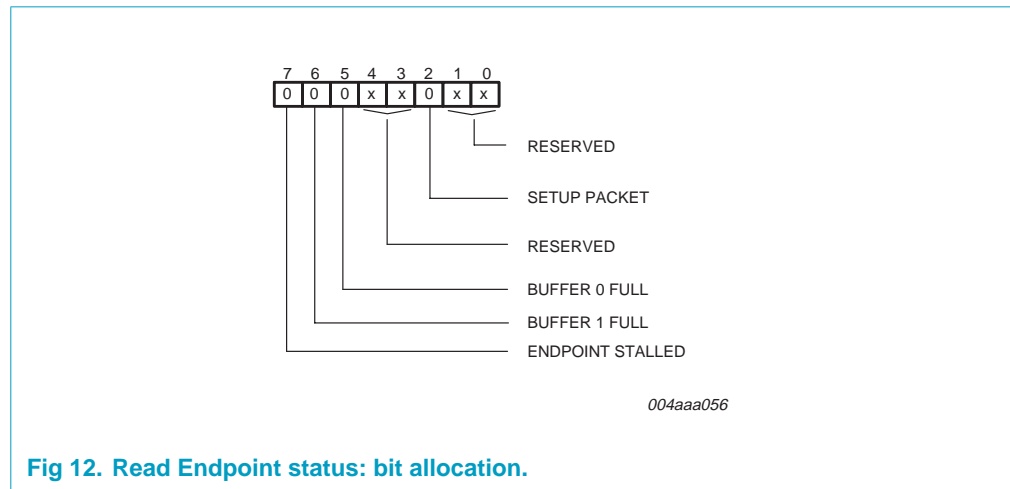 7 6 5 4 3 2 1 0
0 0 0 x x 0 x x
RESERVED
SETUP PACKET
RESERVED
BUFFER 0 FULL
BUFFER 1 FULL
ENDPOINT STALLED
004aaa056
Fig 12. Read Endpoint status: bit allocation.